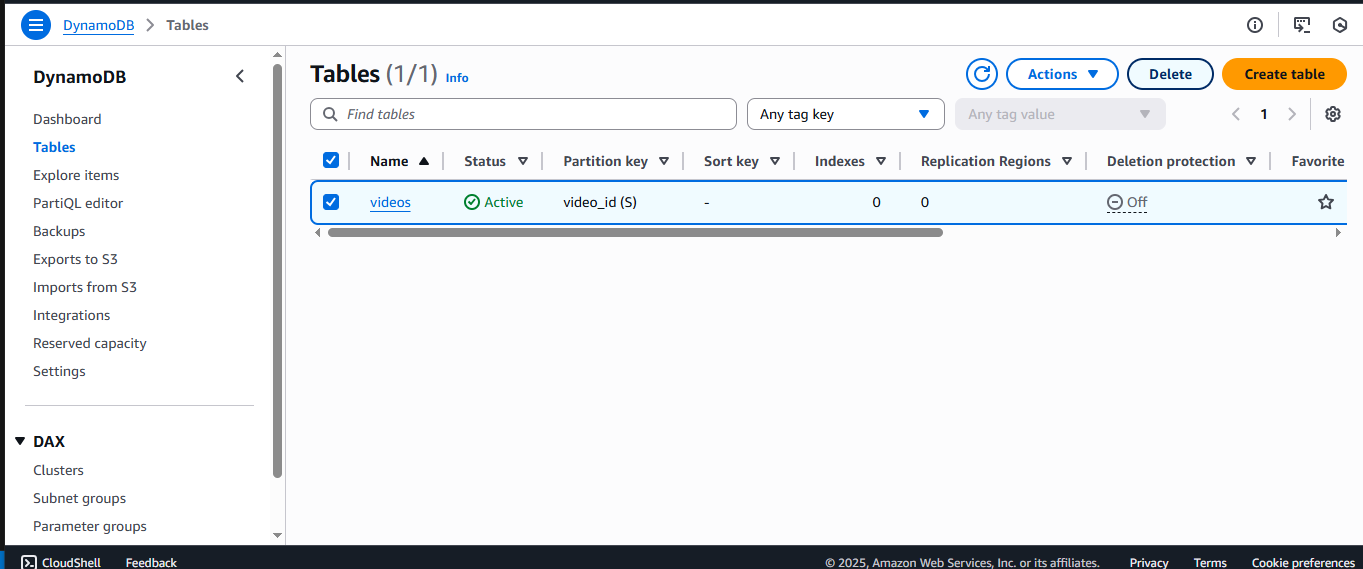 DynamoDB > Tables
DynamoDB
Dashboard
Tables
Explore items
PartiQL editor
Backups
Exports to S3
Imports from S3
Integrations
Reserved capacity
Settings
DAX
Clusters
Subnet groups
Parameter groups
Tables (1/1) Info
Actions
Delete
Create table
Find tables
Any tag key
Any tag value
1
Name Status Partition key Sort key Indexes Replication Regions Deletion protection Favorite
videos Active video_id (S) - 0 0 Off
CloudShell Feedback © 2025, Amazon Web Services, Inc. or its affiliates. Privacy Terms Cookie preferences